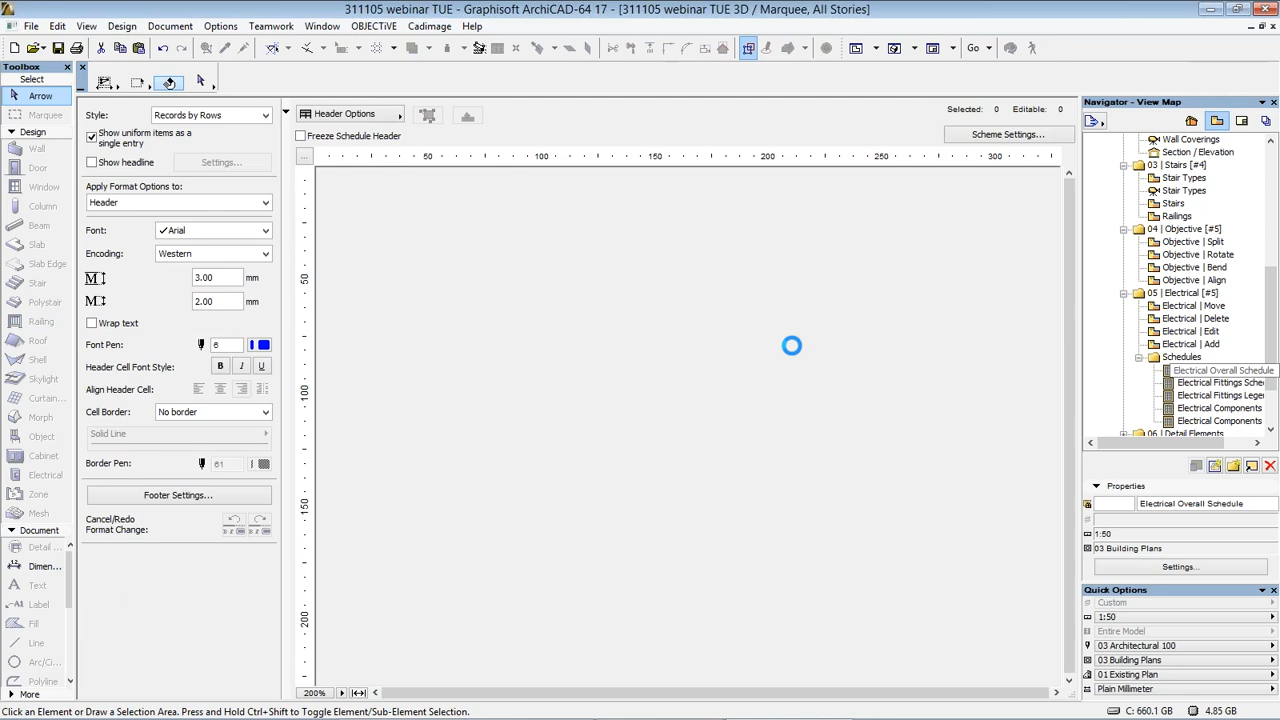 311105 webinar TUE - Graphisoft ArchiCAD-64 17 - [311105 webinar TUE 3D / Marquee, All Stories]
File Edit View Design Document Options Teamwork Window OBJECTiVE ArchiCADemy Help
Go
Toolbox
Select
Arrow
Marquee
Design
Wall
Door
Window
Column
Beam
Slab
Slab Edge
Stair
Polystair
Railing
Roof
Shell
Skylight
Curtain...
Morph
Object
Cabinet
Electrical
Zone
Mesh
Document
Detail ...
Dimen...
Text
Label
Fill
Line
Arc/Ci...
Polyline
More
Style: Records by Rows
Show uniform items as a
single entry
Show headline Settings...
Apply Format Options to:
Header
Font: Arial
Encoding: Western
3.00 mm
2.00 mm
Wrap text
Font Pen: 6
Header Cell Font Style: B I U
Align Header Cell:
Cell Border: No border
Solid Line
Border Pen: 61
Footer Settings...
Cancel/Redo
Format Change:
Header Options
Selected: 0 Editable: 0
Freeze Schedule Header
Scheme Settings...
50 100 150 200 250 300
50
100
150
200
200%
Navigator - View Map
Wall Coverings
Section / Elevation
03 | Stairs [#4]
Stair Types
Stair Types
Stairs
Railings
04 | Objective [#5]
Objective | Split
Objective | Rotate
Objective | Bend
Objective | Align
05 | Electrical [#5]
Electrical | Move
Electrical | Delete
Electrical | Edit
Electrical | Add
Schedules
Electrical Overall Schedule
Electrical Fittings Sche
Electrical Fittings Lege
Electrical Components
Electrical Components
06 | Detail Elements
Properties
Electrical Overall Schedule
1:50
03 Building Plans
Settings...
Quick Options
Custom
1:50
Entire Model
03 Architectural 100
03 Building Plans
01 Existing Plan
Plain Millimeter
Click an Element or Draw a Selection Area. Press and Hold Ctrl+Shift to Toggle Element/Sub-Element Selection.
C: 660.1 GB 4.85 GB